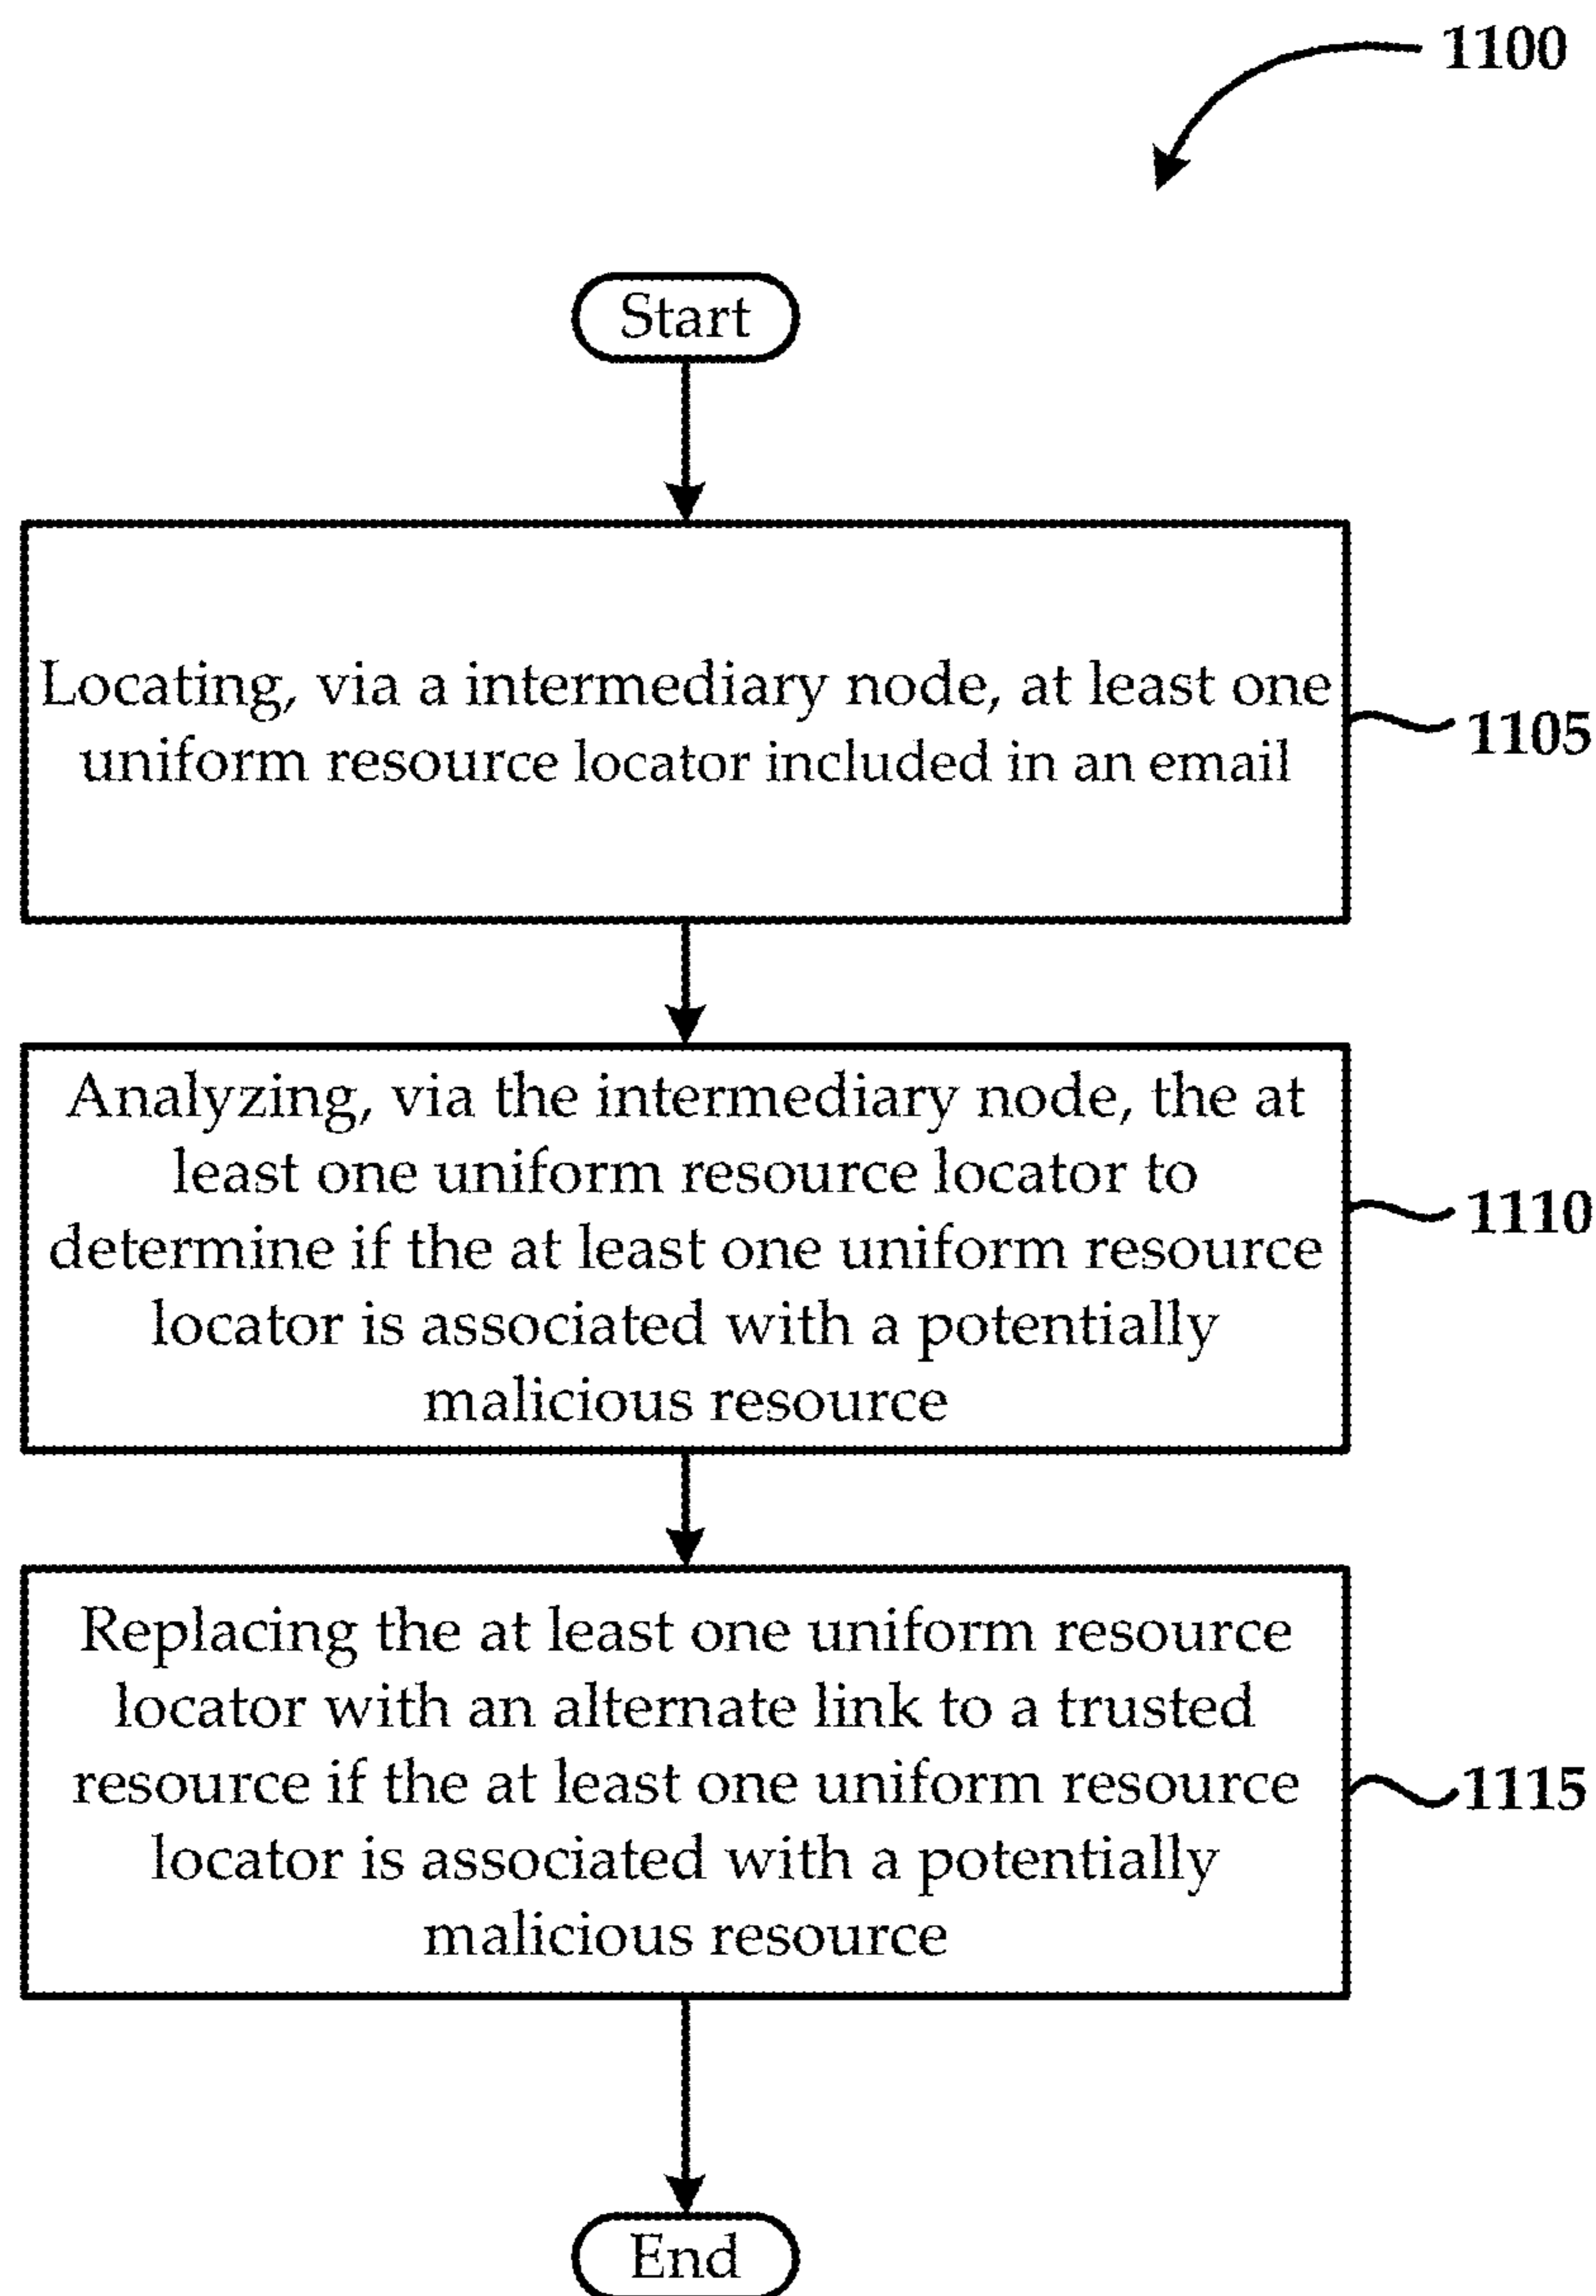 1100
Start
Locating, via a intermediary node, at least one
uniform resource locator included in an email
1105
Analyzing, via the intermediary node, the at
least one uniform resource locator to
determine if the at least one uniform resource
locator is associated with a potentially
malicious resource
1110
Replacing the at least one uniform resource
locator with an alternate link to a trusted
resource if the at least one uniform resource
locator is associated with a potentially
malicious resource
1115
End